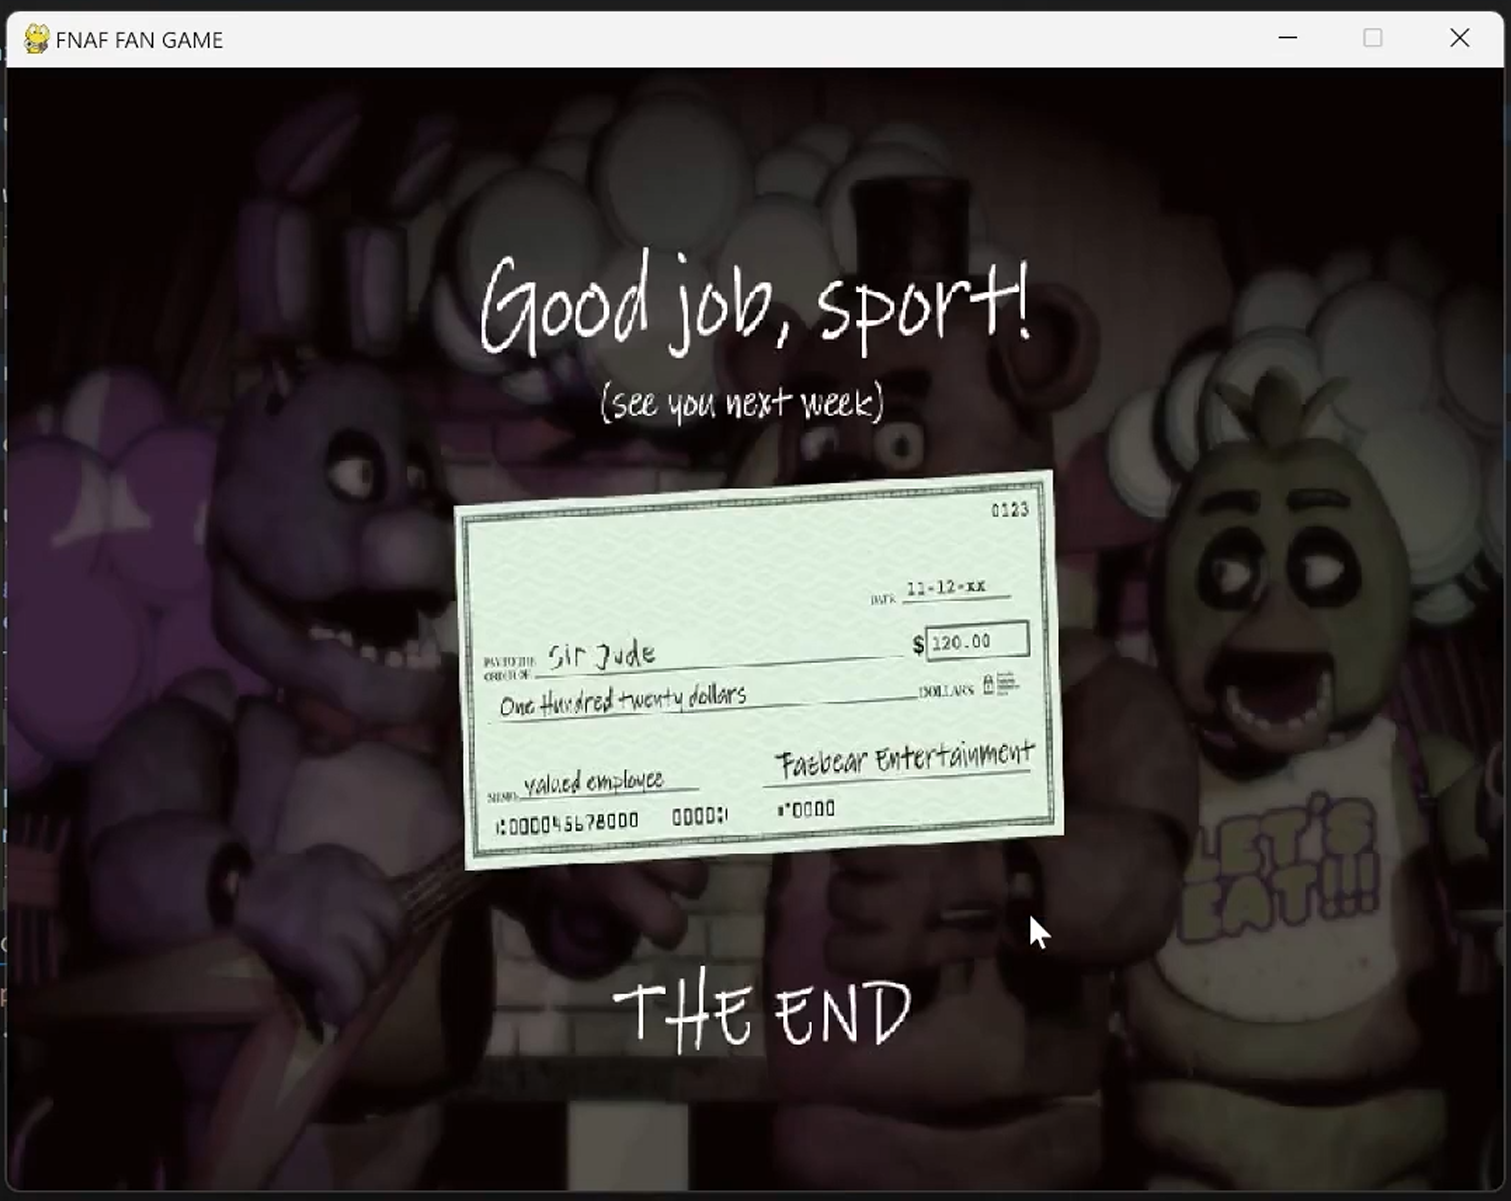 FNAF FAN GAME
Good job, sport!
(see you next week)
0123
DATE 11-12-xx
PAY TO THE ORDER OF Sir Jude $ 120.00
One Hundred twenty dollars DOLLARS
MEMO valued employee Fazbear Entertainment
000045678000 0000 0000
LET'S
EAT!!!
THE END